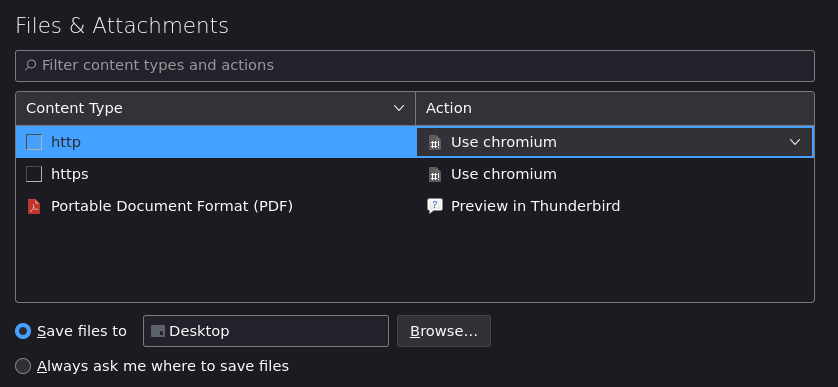 Files & Attachments
Filter content types and actions
Content Type Action
http Use chromium
https Use chromium
Portable Document Format (PDF) ? Preview in Thunderbird
Save files to Desktop Browse...
Always ask me where to save files